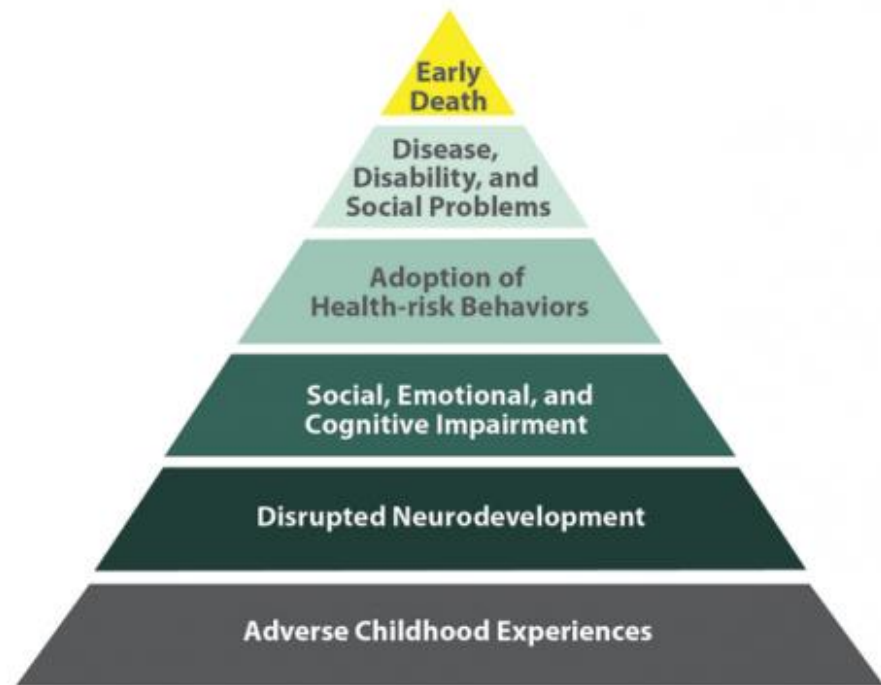 Early
Death
Disease,
Disability, and
Social Problems
Adoption of
Health-risk Behaviors
Social, Emotional, and
Cognitive Impairment
Disrupted Neurodevelopment
Adverse Childhood Experiences